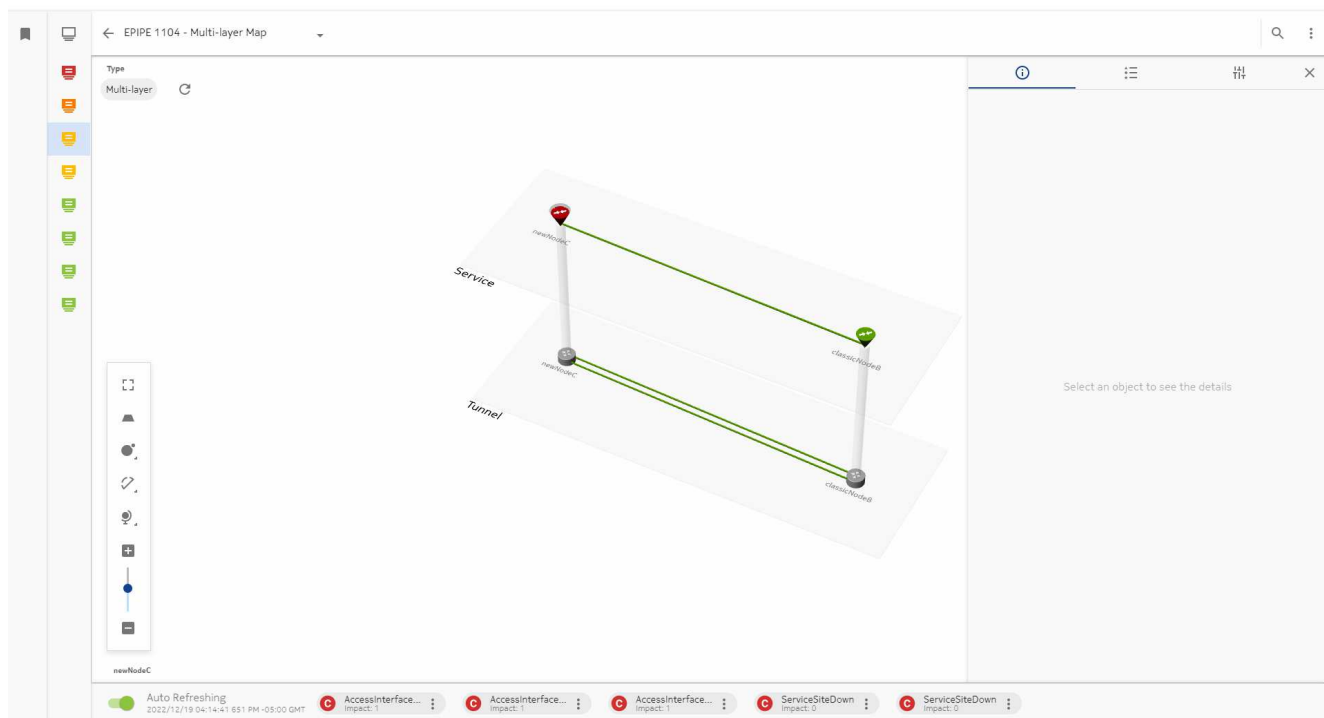 EPIPE 1104 - Multi-layer Map
Type
Multi-layer
newNodeC
Service
classicNodeB
newNodeC
Tunnel
classicNodeB
Select an object to see the details
newNodeC
Auto Refreshing
2022/12/19 04:14:41 651 PM -05:00 GMT
C AccessInterface...
Impact: 1
C AccessInterface...
Impact: 1
C AccessInterface...
Impact: 1
C ServiceSiteDown
Impact: 0
C ServiceSiteDown
Impact: 0